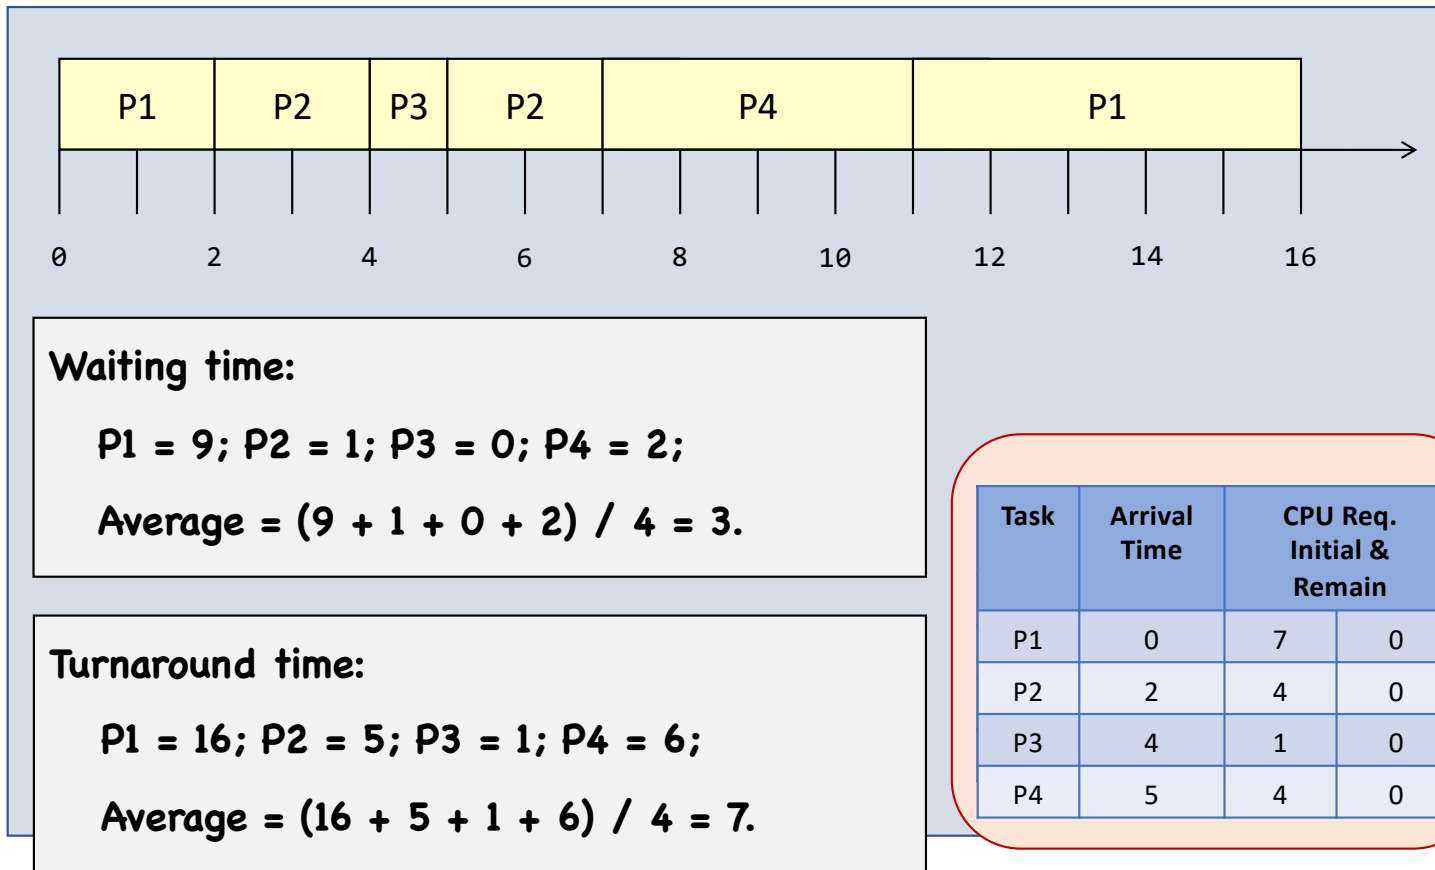 P1 P2 P3 P2 P4 P1
0 2 4 6 8 10 12 14 16
Waiting time:
P1 = 9; P2 = 1; P3 = 0; P4 = 2;
Average = (9 + 1 + 0 + 2) / 4 = 3.
Turnaround time:
P1 = 16; P2 = 5; P3 = 1; P4 = 6;
Average = (16 + 5 + 1 + 6) / 4 = 7.
Task Arrival CPU Req.
Time Initial &
Remain
P1 0 7 0
P2 2 4 0
P3 4 1 0
P4 5 4 0